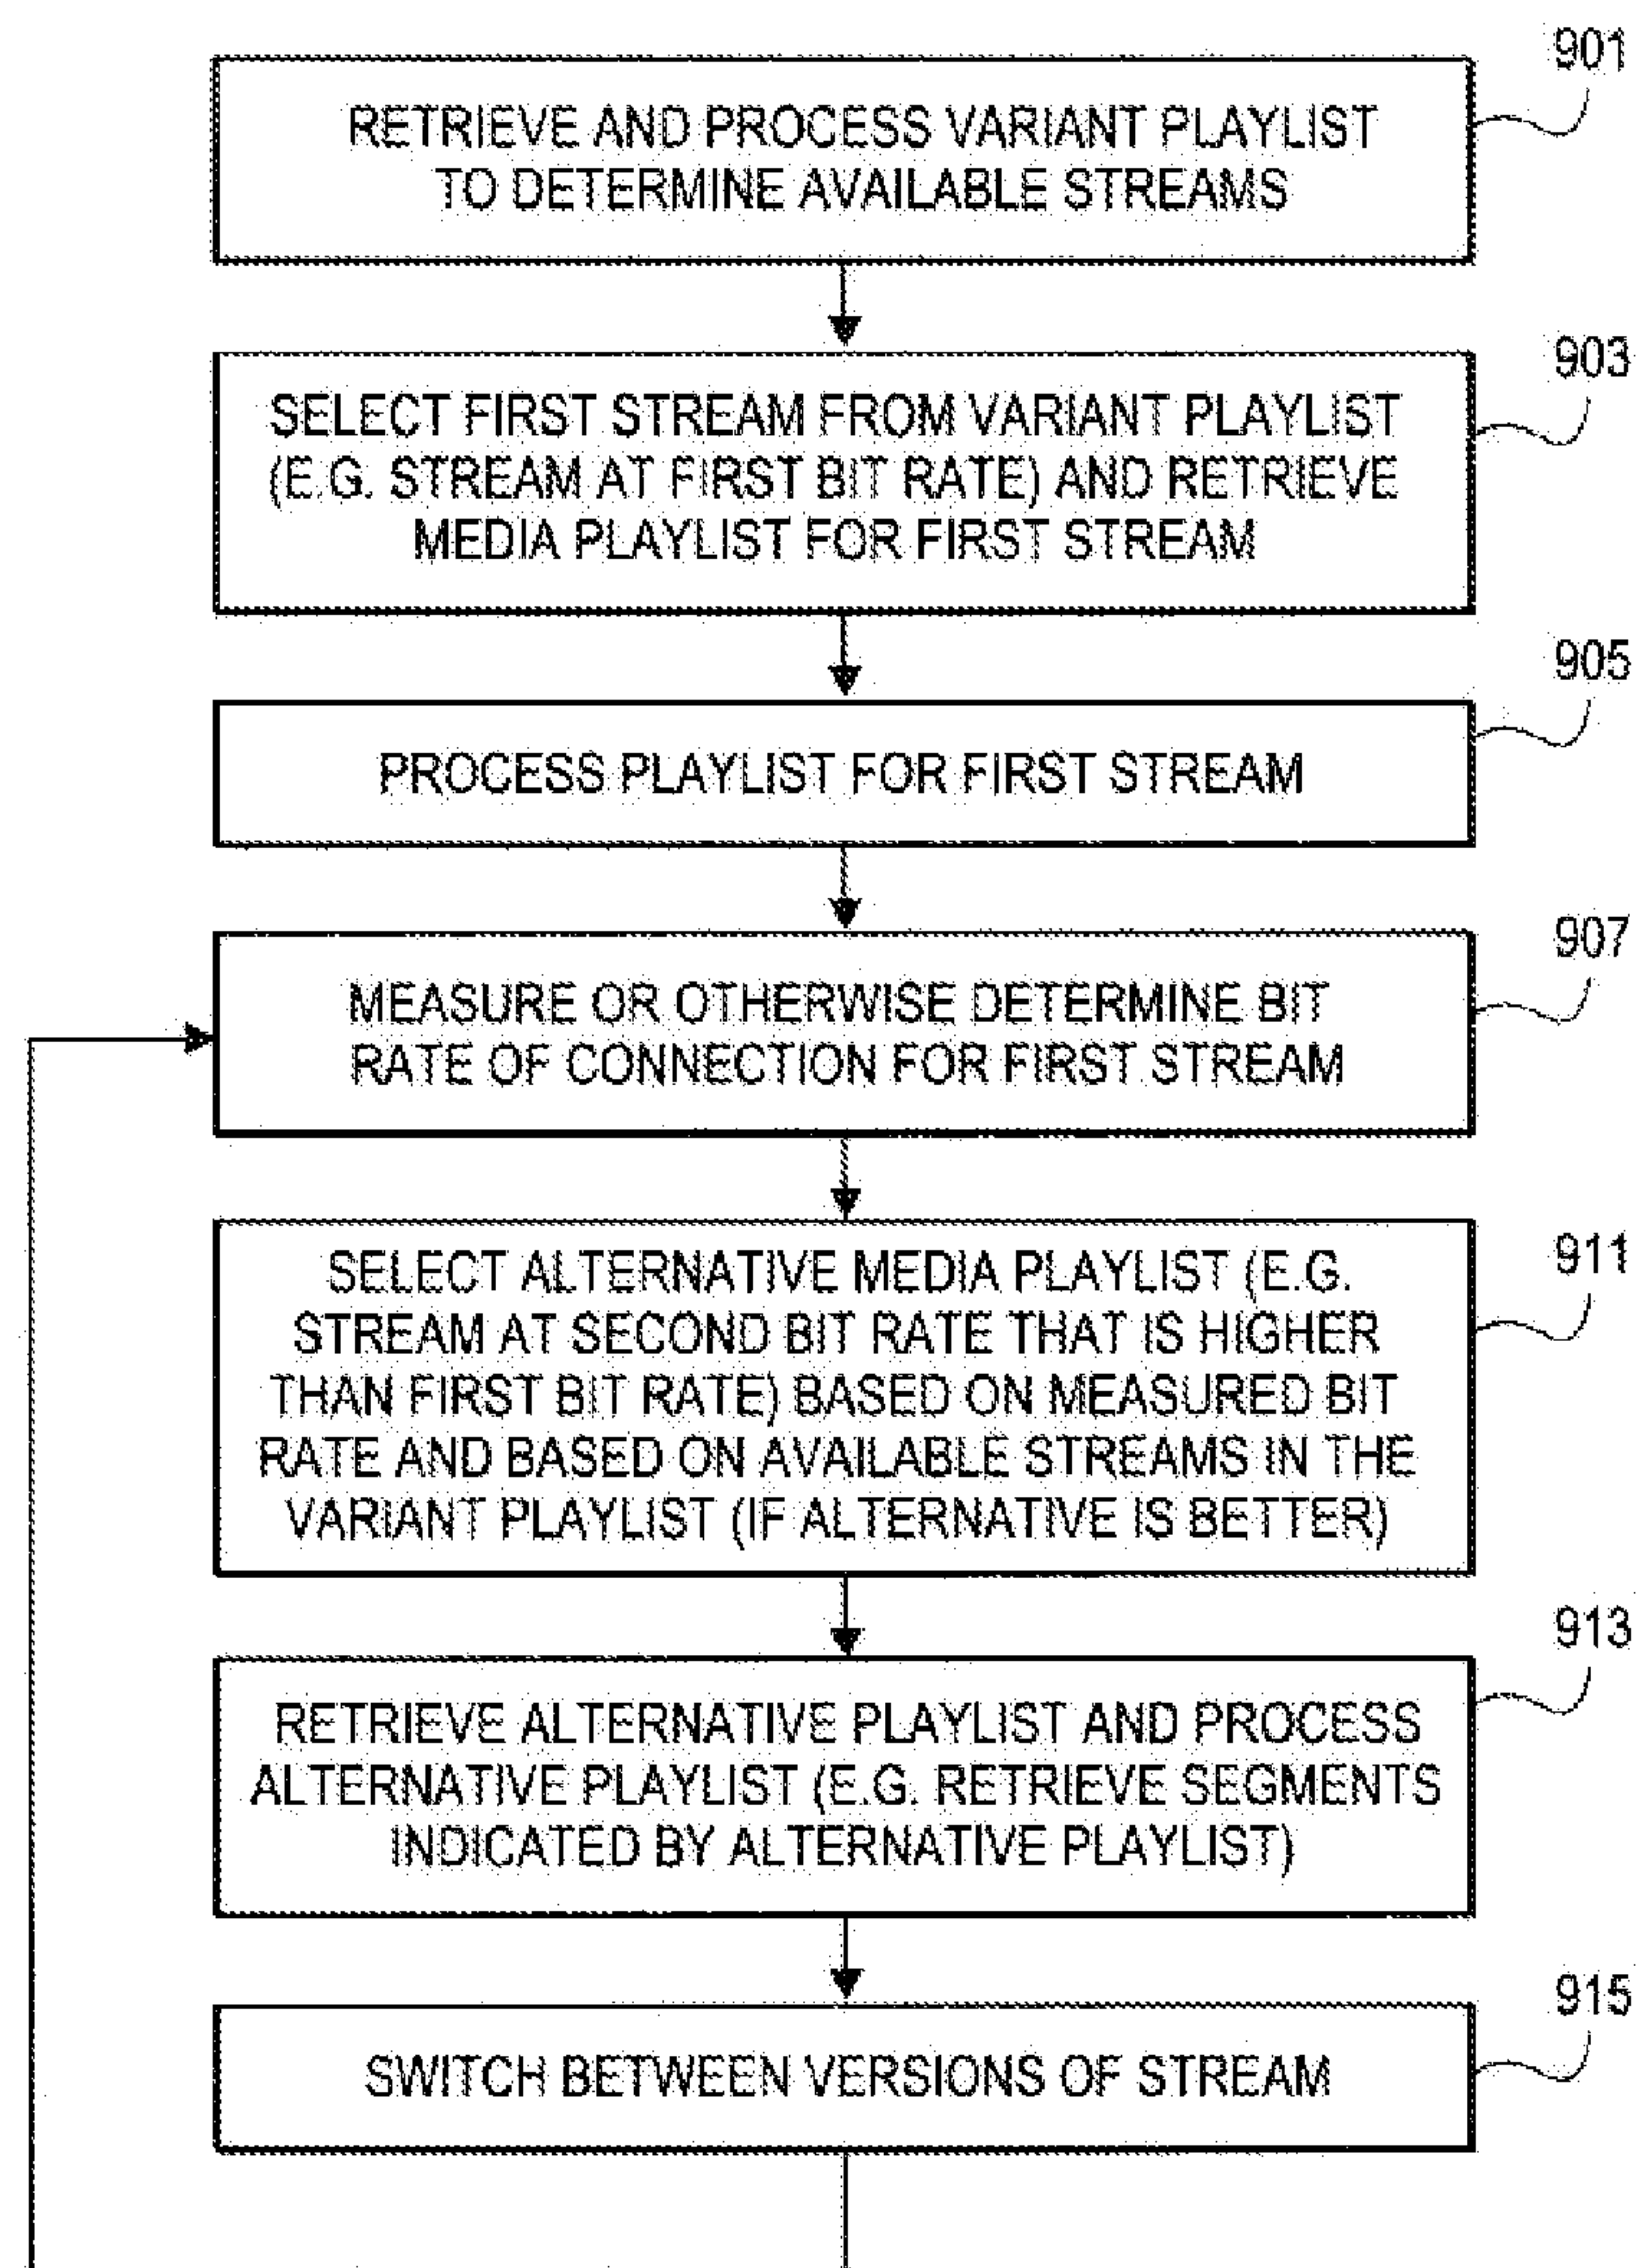 901
RETRIEVE AND PROCESS VARIANT PLAYLIST
TO DETERMINE AVAILABLE STREAMS
903
SELECT FIRST STREAM FROM VARIANT PLAYLIST
(E.G. STREAM AT FIRST BIT RATE) AND RETRIEVE
MEDIA PLAYLIST FOR FIRST STREAM
905
PROCESS PLAYLIST FOR FIRST STREAM
907
MEASURE OR OTHERWISE DETERMINE BIT
RATE OF CONNECTION FOR FIRST STREAM
911
SELECT ALTERNATIVE MEDIA PLAYLIST (E.G.
STREAM AT SECOND BIT RATE THAT IS HIGHER
THAN FIRST BIT RATE) BASED ON MEASURED BIT
RATE AND BASED ON AVAILABLE STREAMS IN THE
VARIANT PLAYLIST (IF ALTERNATIVE IS BETTER)
913
RETRIEVE ALTERNATIVE PLAYLIST AND PROCESS
ALTERNATIVE PLAYLIST (E.G. RETRIEVE SEGMENTS
INDICATED BY ALTERNATIVE PLAYLIST)
915
SWITCH BETWEEN VERSIONS OF STREAM